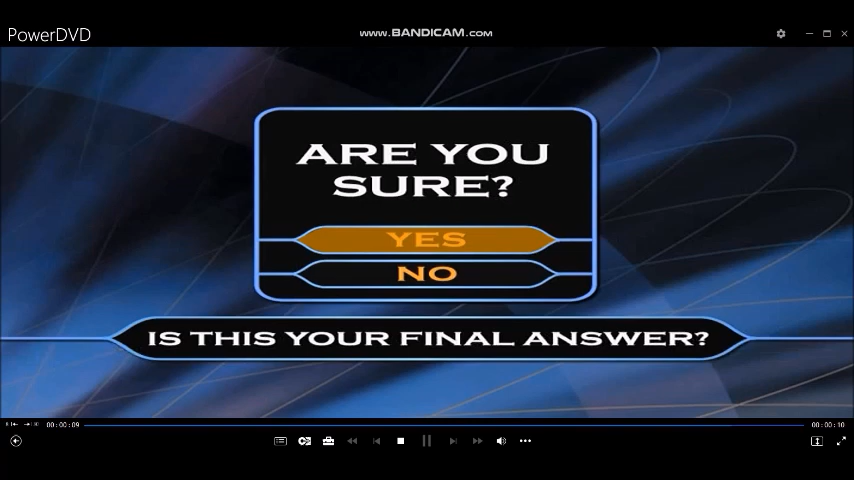 PowerDVD
www.BANDICAM.com
ARE YOU
SURE?
YES
NO
IS THIS YOUR FINAL ANSWER?
00:00:09
00:00:10